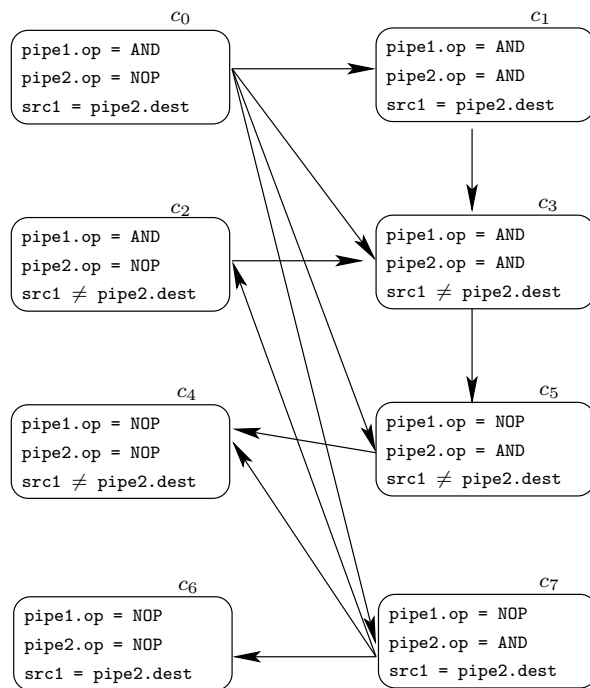 c0
pipe1.op = AND
pipe2.op = NOP
src1 = pipe2.dest
c1
pipe1.op = AND
pipe2.op = AND
src1 = pipe2.dest
c2
pipe1.op = AND
pipe2.op = NOP
src1 ≠ pipe2.dest
c3
pipe1.op = AND
pipe2.op = AND
src1 ≠ pipe2.dest
c4
pipe1.op = NOP
pipe2.op = NOP
src1 ≠ pipe2.dest
c5
pipe1.op = NOP
pipe2.op = AND
src1 ≠ pipe2.dest
c6
pipe1.op = NOP
pipe2.op = NOP
src1 = pipe2.dest
c7
pipe1.op = NOP
pipe2.op = AND
src1 = pipe2.dest